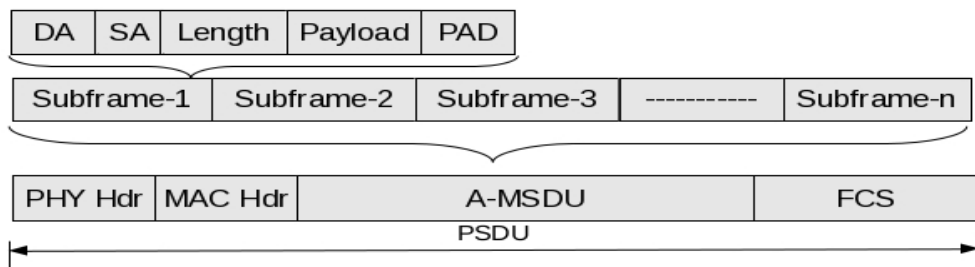 DA SA Length Payload PAD
Subframe-1 Subframe-2 Subframe-3 ----------- Subframe-n
PHY Hdr MAC Hdr A-MSDU FCS
PSDU